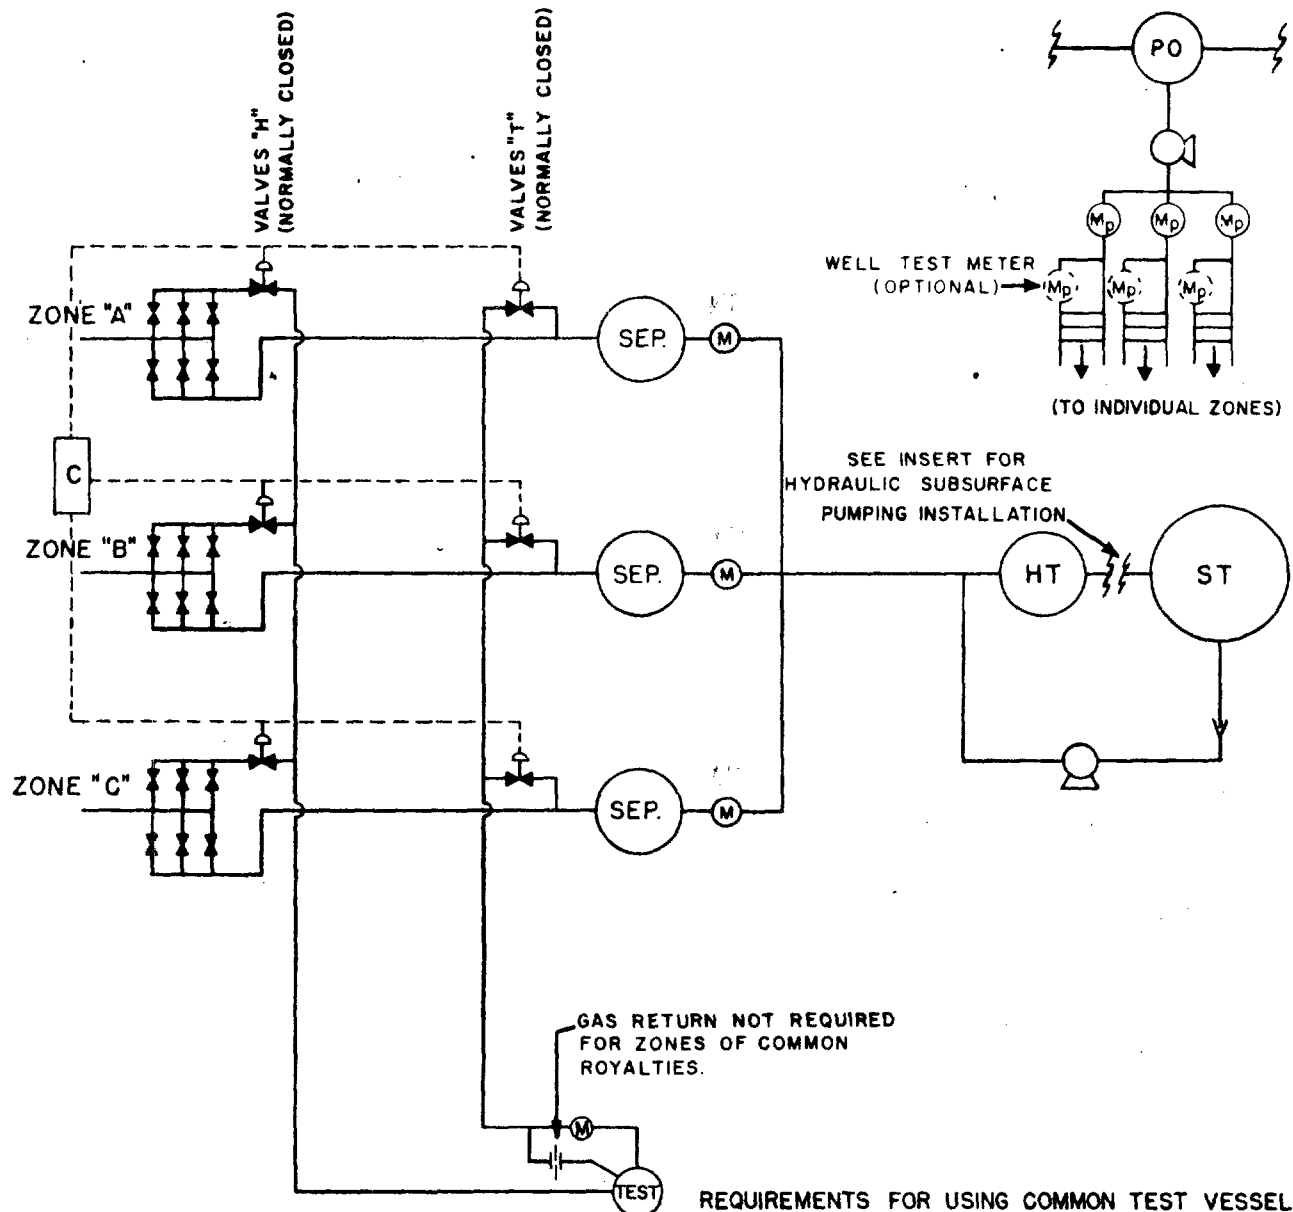 VALVES "H"
(NORMALLY CLOSED)
VALVES "T"
(NORMALLY CLOSED)
PO
Mp
Mp
Mp
WELL TEST METER
(OPTIONAL)
Mp
Mp
Mp
(TO INDIVIDUAL ZONES)
ZONE "A"
SEP.
M
C
SEE INSERT FOR
HYDRAULIC SUBSURFACE
PUMPING INSTALLATION
ZONE "B"
SEP.
M
HT
ST
ZONE "C"
SEP.
M
GAS RETURN NOT REQUIRED
FOR ZONES OF COMMON
ROYALTIES.
M
TEST
REQUIREMENTS FOR USING COMMON TEST VESSEL